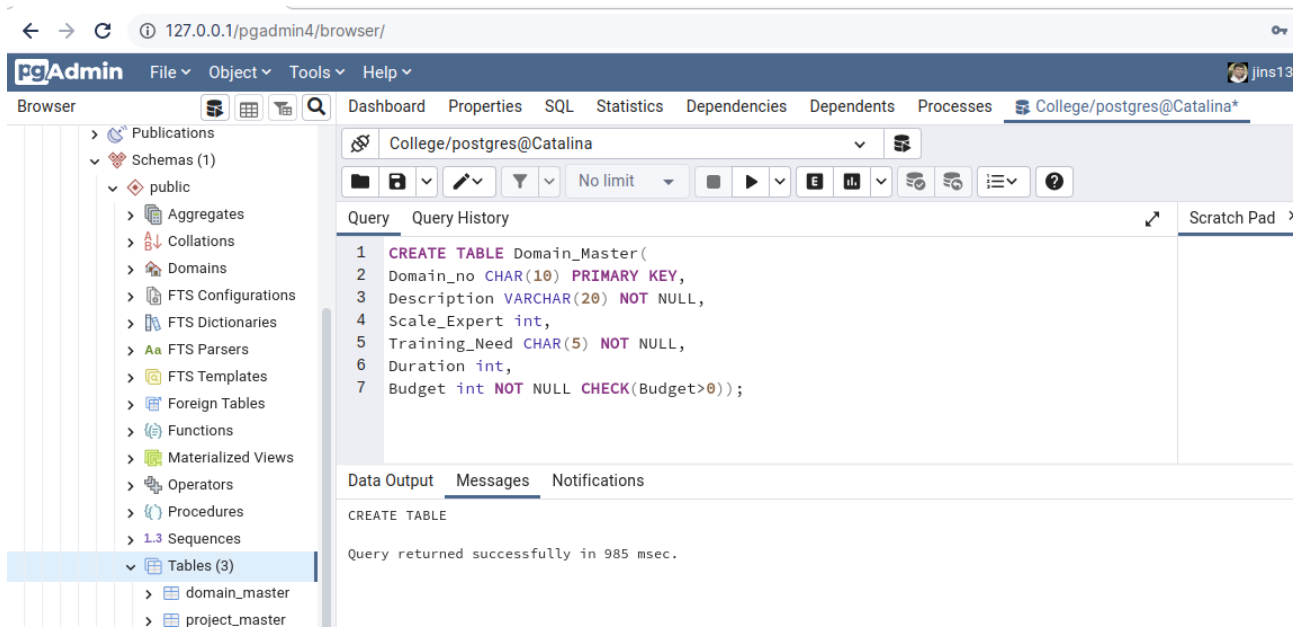 127.0.0.1/pgadmin4/browser/
pgAdmin File Object Tools Help jins13
Browser
Dashboard Properties SQL Statistics Dependencies Dependents Processes College/postgres@Catalina*
Publications
Schemas (1)
public
Aggregates
Collations
Domains
FTS Configurations
FTS Dictionaries
Aa FTS Parsers
FTS Templates
Foreign Tables
Functions
Materialized Views
Operators
Procedures
1..3 Sequences
Tables (3)
domain_master
project_master
College/postgres@Catalina
No limit E
Query Query History Scratch Pad
1 CREATE TABLE Domain_Master(
2 Domain_no CHAR(10) PRIMARY KEY,
3 Description VARCHAR(20) NOT NULL,
4 Scale_Expert int,
5 Training_Need CHAR(5) NOT NULL,
6 Duration int,
7 Budget int NOT NULL CHECK(Budget>0));
Data Output Messages Notifications
CREATE TABLE
Query returned successfully in 985 msec.